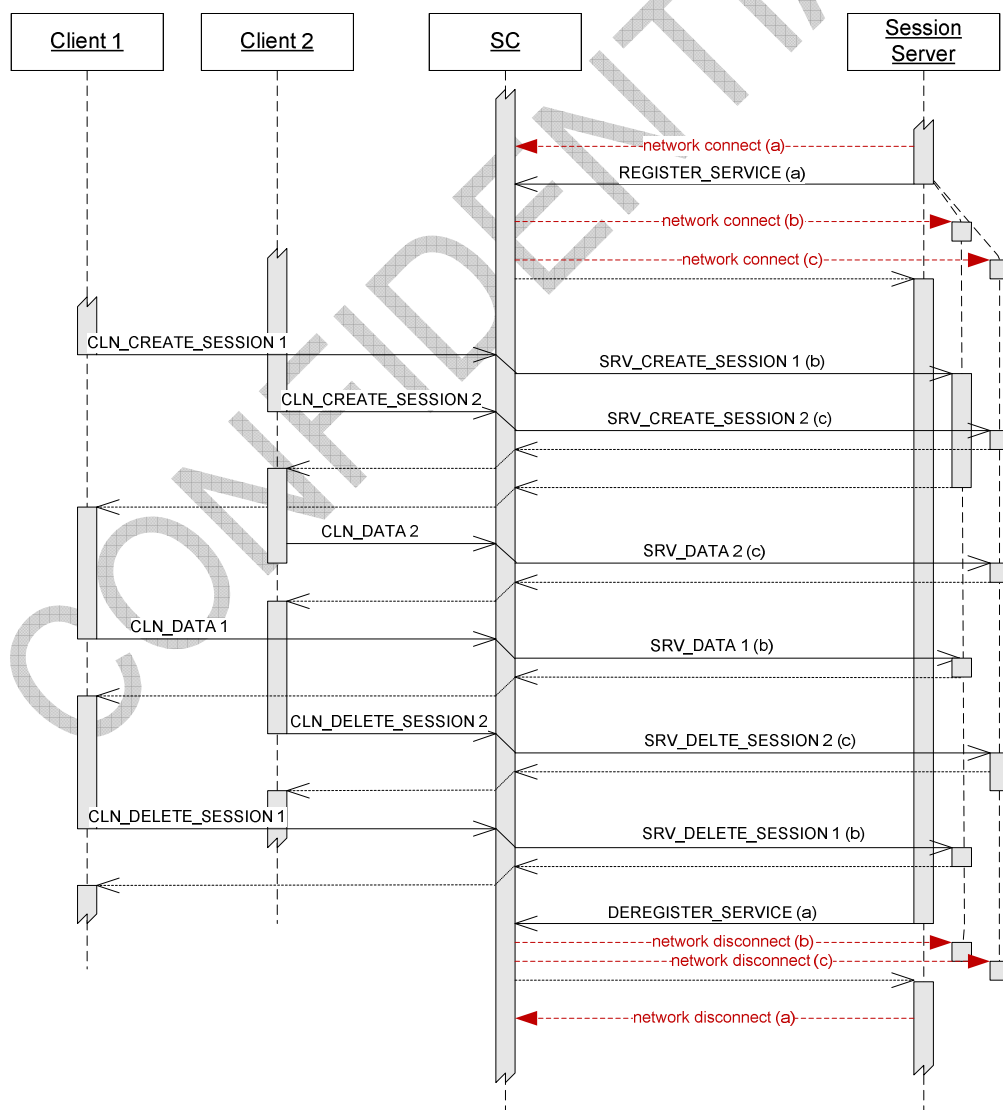 Client 1
Client 2
SC
Session
Server
network connect (a)
REGISTER_SERVICE (a)
network connect (b)
network connect (c)
CLN_CREATE_SESSION 1
SRV_CREATE_SESSION 1 (b)
CLN_CREATE_SESSION 2
SRV_CREATE_SESSION 2 (c)
CLN_DATA 2
SRV_DATA 2 (c)
CLN_DATA 1
SRV_DATA 1 (b)
CLN_DELETE_SESSION 2
SRV_DELTE_SESSION 2 (c)
CLN_DELETE_SESSION 1
SRV_DELETE_SESSION 1 (b)
DEREGISTER_SERVICE (a)
network disconnect (b)
network disconnect (c)
network disconnect (a)
CONFIDENTIA